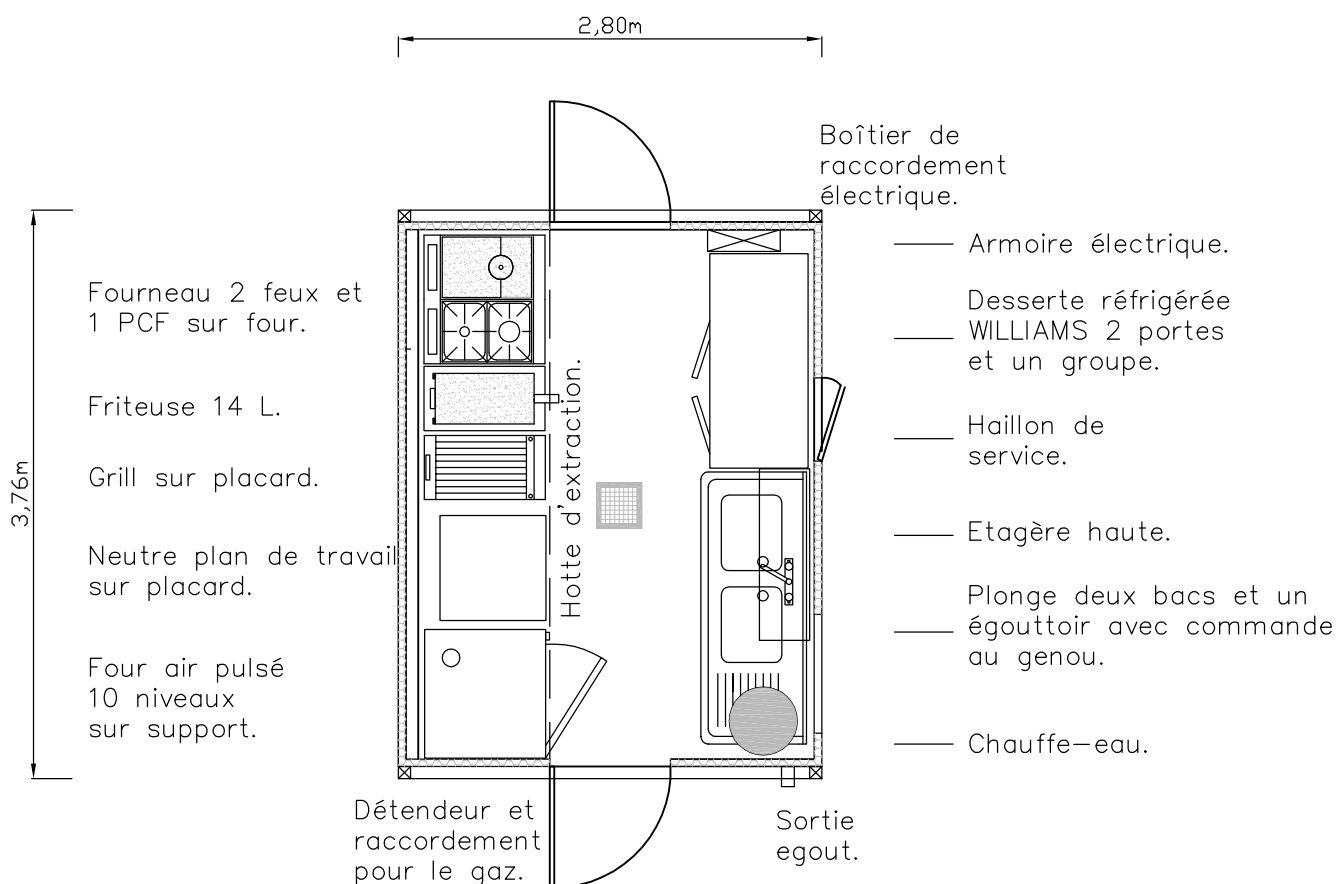 2,80m
Boîtier de
raccordement
électrique.
3,76m
Fourneau 2 feux et
1 PCF sur four.
Friteuse 14 L.
Grill sur placard.
Neutre plan de travail
sur placard.
Four air pulsé
10 niveaux
sur support.
Hotte d'extraction.
Armoire électrique.
Desserte réfrigérée
WILLIAMS 2 portes
et un groupe.
Haillon de
service.
Etagère haute.
Plonge deux bacs et un
égouttoir avec commande
au genou.
Chauffe-eau.
Détendeur et
raccordement
pour le gaz.
Sortie
egout.